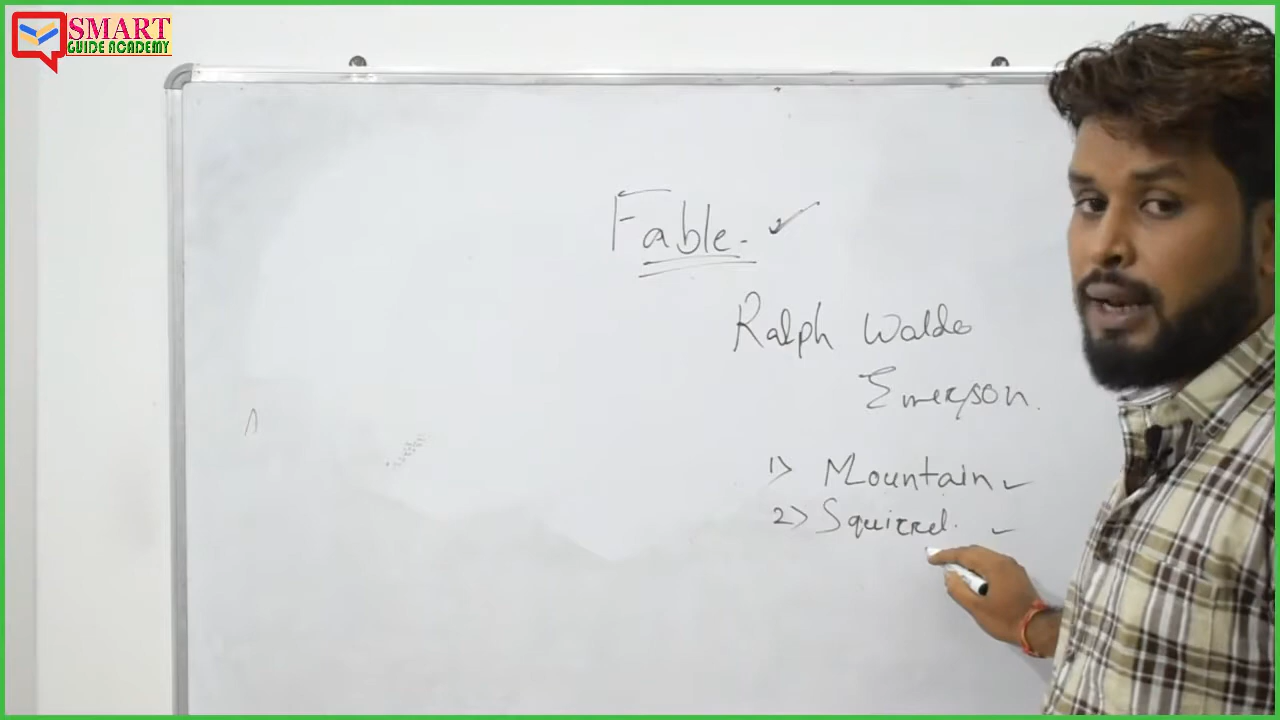 SMART
GUIDE ACADEMY
Fable.
Ralph Waldo
Emerson.
1> Mountain
2> Squirrel.